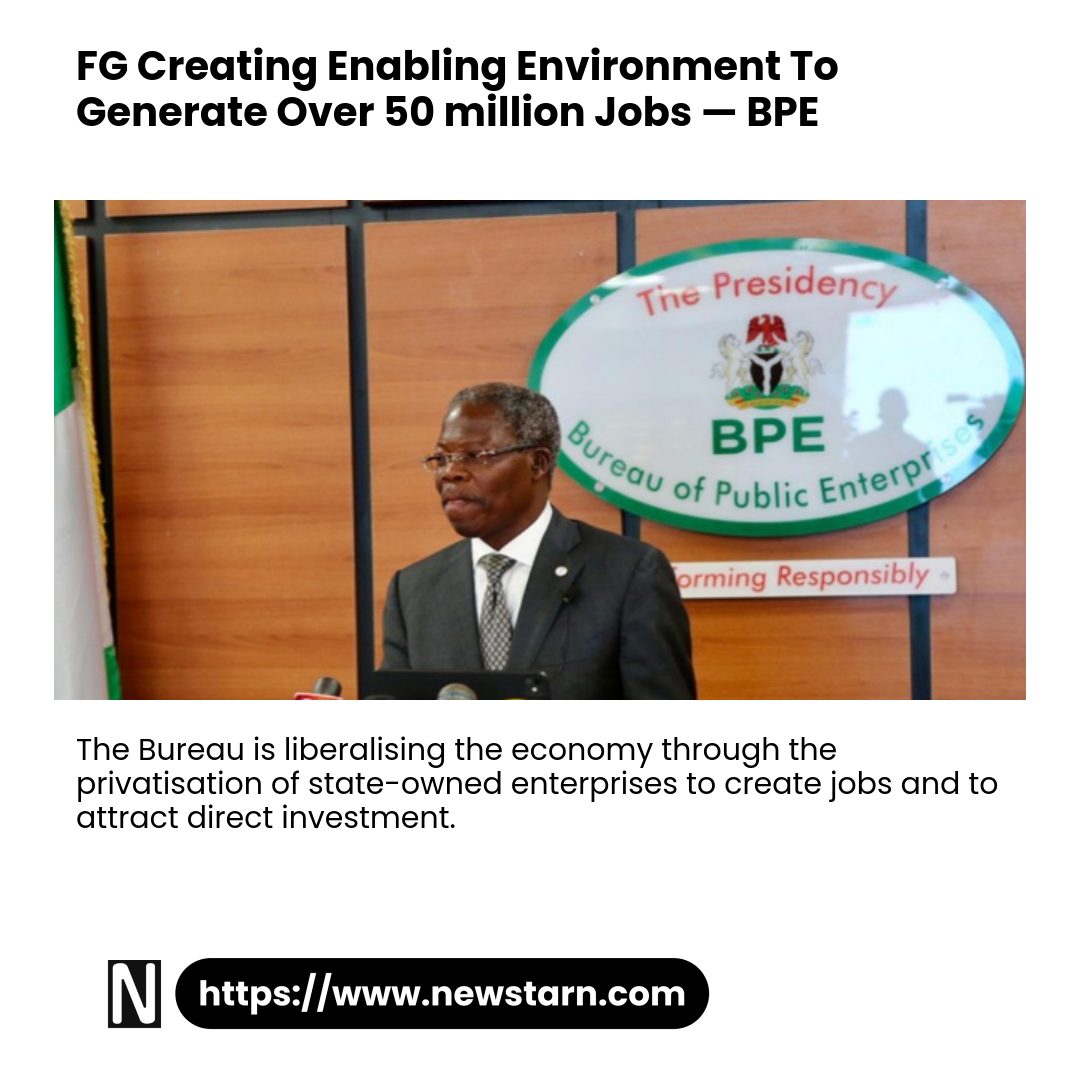 FG Creating Enabling Environment To
Generate Over 50 million Jobs — BPE
The Presidency
BPE
Bureau of Public Enterprises
orming Responsibly
The Bureau is liberalising the economy through the
privatisation of state-owned enterprises to create jobs and to
attract direct investment.
N
https://www.newstarn.com